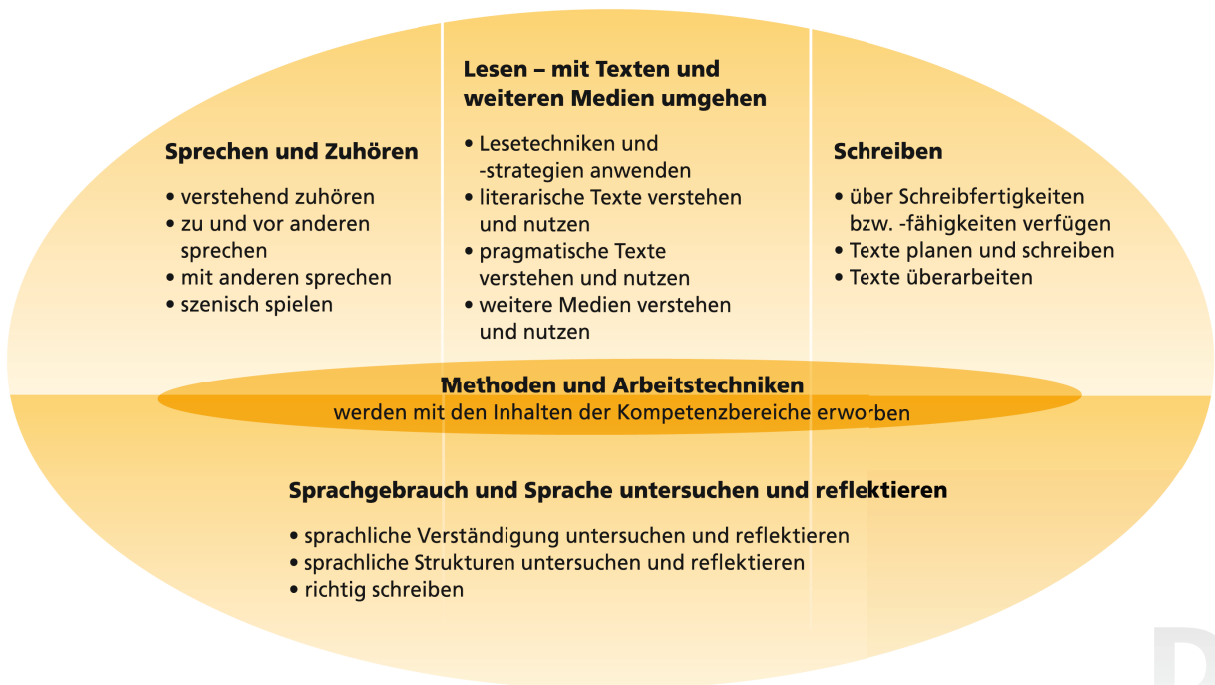 Sprechen und Zuhören
• verstehend zuhören
• zu und vor anderen
sprechen
• mit anderen sprechen
• szenisch spielen
Lesen – mit Texten und
weiteren Medien umgehen
• Lesetechniken und
-strategien anwenden
• literarische Texte verstehen
und nutzen
• pragmatische Texte
verstehen und nutzen
• weitere Medien verstehen
und nutzen
Schreiben
• über Schreibfertigkeiten
bzw. -fähigkeiten verfügen
• Texte planen und schreiben
• Texte überarbeiten
Methoden und Arbeitstechniken
werden mit den Inhalten der Kompetenzbereiche erworben
Sprachgebrauch und Sprache untersuchen und reflektieren
• sprachliche Verständigung untersuchen und reflektieren
• sprachliche Strukturen untersuchen und reflektieren
• richtig schreiben